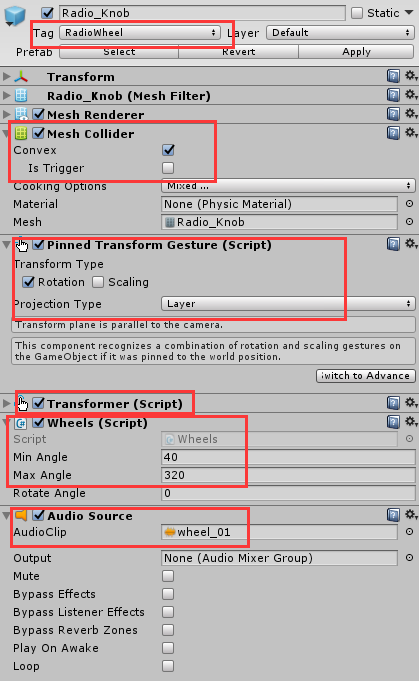 Radio_Knob Static
Tag RadioWheel Layer Default
Prefab Select Revert Apply
Transform
Radio_Knob (Mesh Filter)
Mesh Renderer
Mesh Collider
Convex
Is Trigger
Cooking Options Mixed ...
Material None (Physic Material)
Mesh Radio_Knob
Pinned Transform Gesture (Script)
Transform Type
Rotation Scaling
Projection Type Layer
Transform plane is parallel to the camera.
This component recognizes a combination of rotation and scaling gestures on
the GameObject if it was pinned to the world position.
Switch to Advance
Transformer (Script)
Wheels (Script)
Script Wheels
Min Angle 40
Max Angle 320
Rotate Angle 0
Audio Source
AudioClip wheel_01
Output None (Audio Mixer Group)
Mute
Bypass Effects
Bypass Listener Effects
Bypass Reverb Zones
Play On Awake
Loop